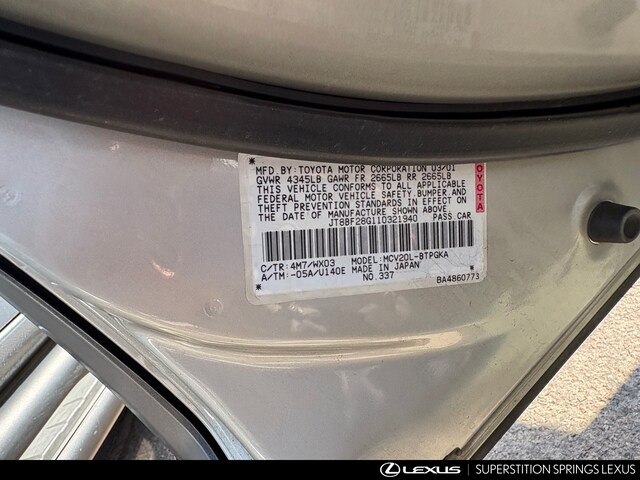 MFD. BY: TOYOTA MOTOR CORPORATION 03/01
GVWR 4345LB GAWR FR 2665LB RR 2665LB
THIS VEHICLE CONFORMS TO ALL APPLICABLE
FEDERAL MOTOR VEHICLE SAFETY, BUMPER, AND
THEFT PREVENTION STANDARDS IN EFFECT ON
THE DATE OF MANUFACTURE SHOWN ABOVE.
JT8BF28G110321940 PASS.CAR
TOYOTA
C/TR: 4M7/WX03 MODEL: MCV20L-BTPGKA
A/TM: -05A/U140E MADE IN JAPAN
NO.337 BA4860773
LEXUS | SUPERSTITION SPRINGS LEXUS